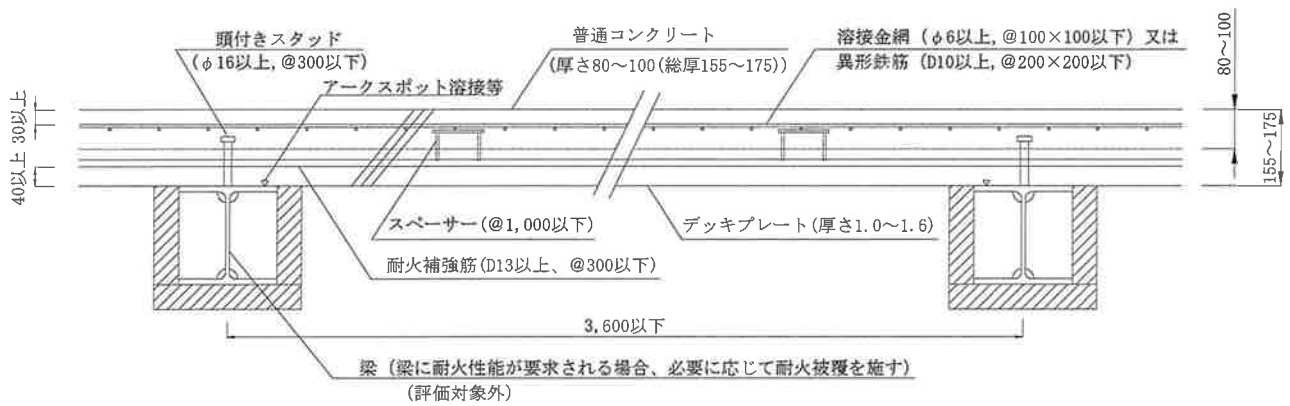 頭付きスタッド
(φ16以上, @300以下)
アークスポット溶接等
普通コンクリート
(厚さ80～100(総厚155～175))
溶接金網（φ6以上, @100×100以下）又は
異形鉄筋（D10以上, @200×200以下）
80～100
155～175
30以上
40以上
スペーサー(@1,000以下)
デッキプレート(厚さ1.0～1.6)
耐火補強筋(D13以上、@300以下)
3,600以下
梁（梁に耐火性能が要求される場合、必要に応じて耐火被覆を施す）
(評価対象外)